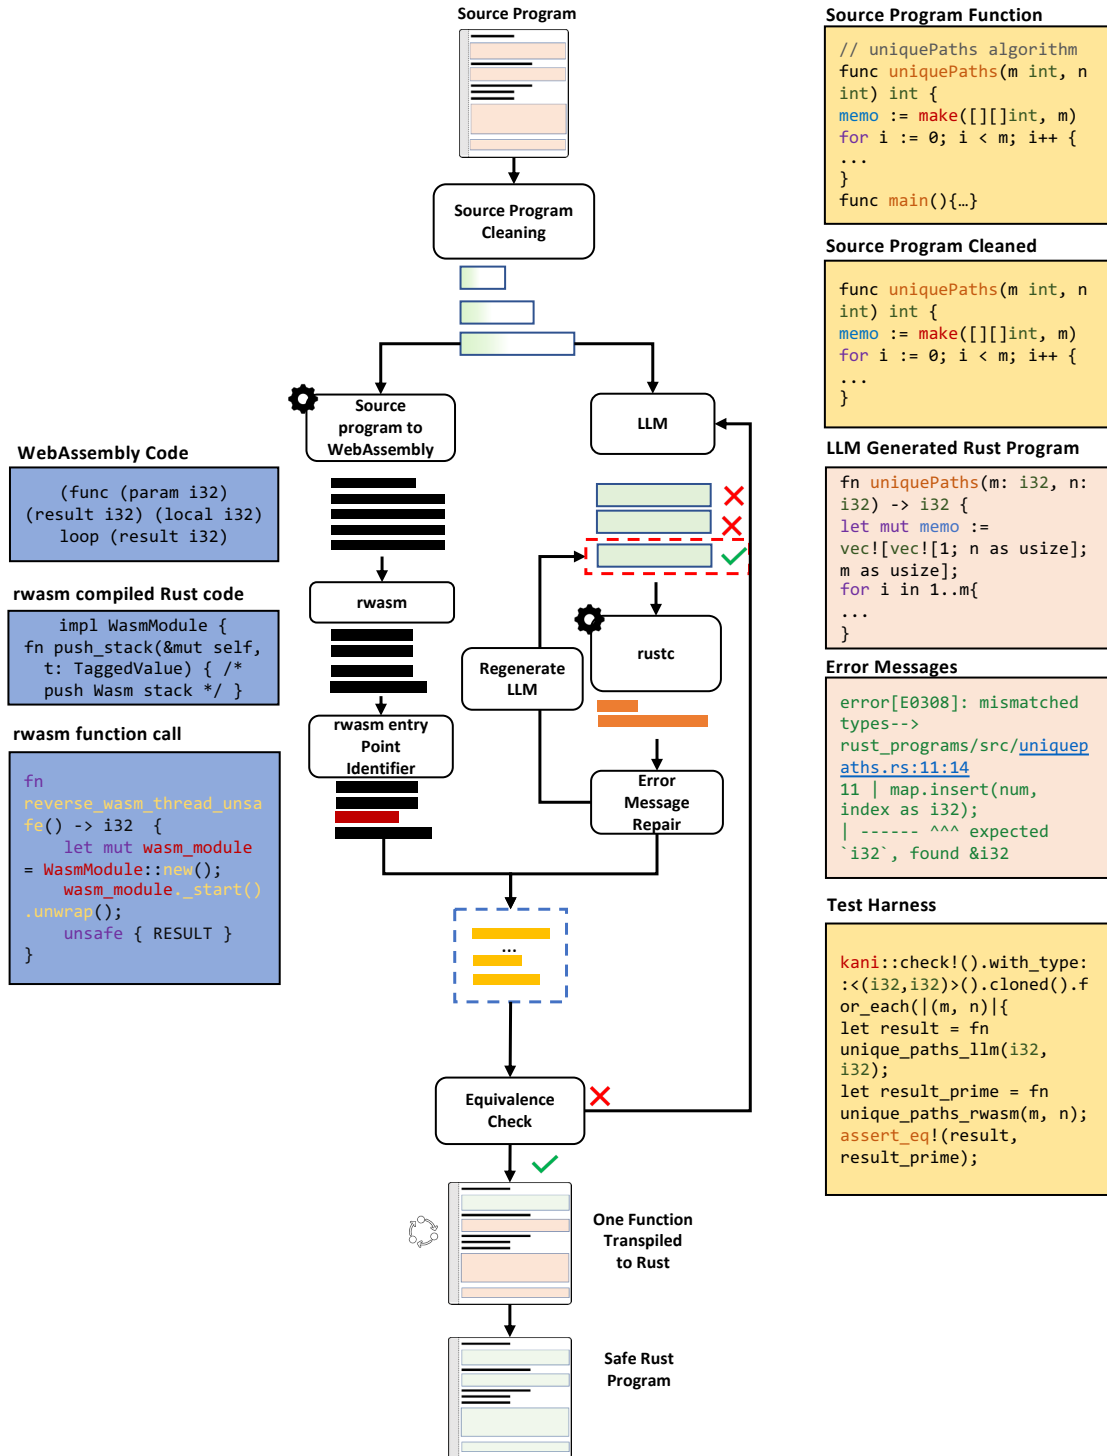 Source Program
Source Program
Cleaning
Source
program to
WebAssembly
LLM
rwasm
Regenerate
LLM
rustc
rwasm entry
Point
Identifier
Error
Message
Repair
...
Equivalence
Check
One Function
Transpiled
to Rust
Safe Rust
Program
WebAssembly Code
(func (param i32)
(result i32) (local i32)
loop (result i32)
rwasm compiled Rust code
impl WasmModule {
fn push_stack(&mut self,
t: TaggedValue) { /*
push Wasm stack */ }
rwasm function call
fn
reverse_wasm_thread_unsa
fe() -> i32  {
let mut wasm_module
= WasmModule::new();
wasm_module._start()
.unwrap();
unsafe { RESULT }
}
Source Program Function
// uniquePaths algorithm
func uniquePaths(m int, n
int) int {
memo := make([][]int, m)
for i := 0; i < m; i++ {
...
}
func main(){…}
Source Program Cleaned
func uniquePaths(m int, n
int) int {
memo := make([][]int, m)
for i := 0; i < m; i++ {
...
}
LLM Generated Rust Program
fn uniquePaths(m: i32, n:
i32) -> i32 {
let mut memo :=
vec![vec![1; n as usize];
m as usize];
for i in 1..m{
...
}
Error Messages
error[E0308]: mismatched
types-->
rust_programs/src/uniquep
aths.rs:11:14
11 | map.insert(num,
index as i32);
| ------ ^^^ expected
`i32`, found &i32
Test Harness
kani::check!().with_type:
:<(i32,i32)>().cloned().f
or_each(|(m, n)|{
let result = fn
unique_paths_llm(i32,
i32);
let result_prime = fn
unique_paths_rwasm(m, n);
assert_eq!(result,
result_prime);